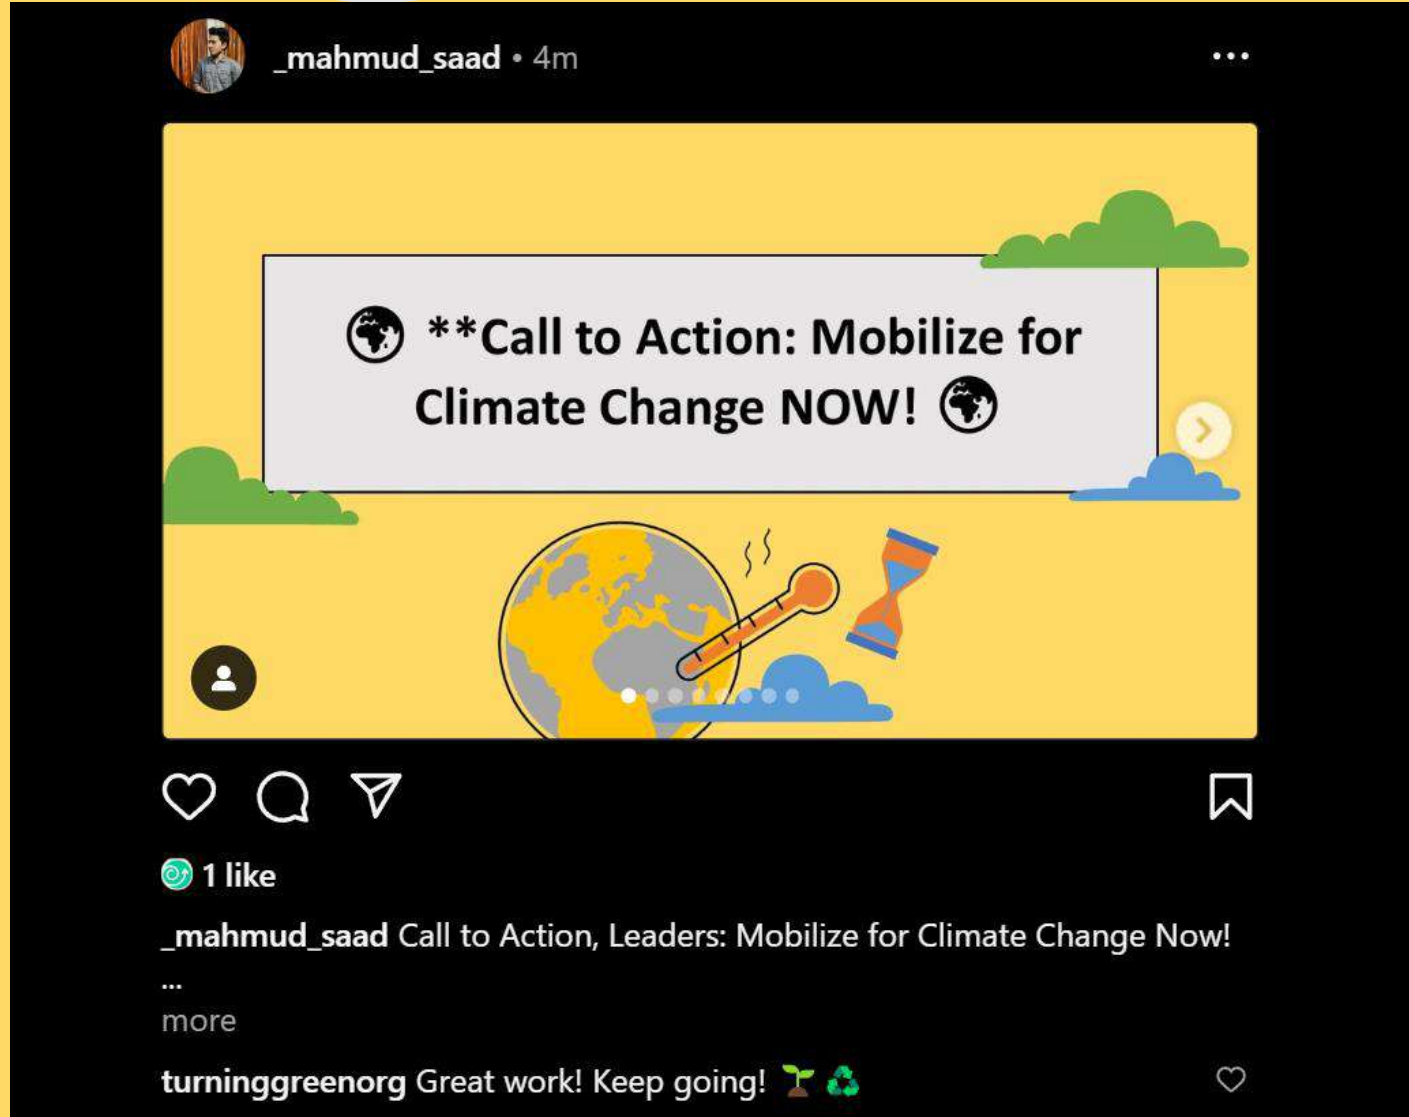 _mahmud_saad • 4m
🌍 **Call to Action: Mobilize for
Climate Change NOW! 🌍
1 like
_mahmud_saad Call to Action, Leaders: Mobilize for Climate Change Now!
...
more
turninggreenorg Great work! Keep going! 🌱 ♻️